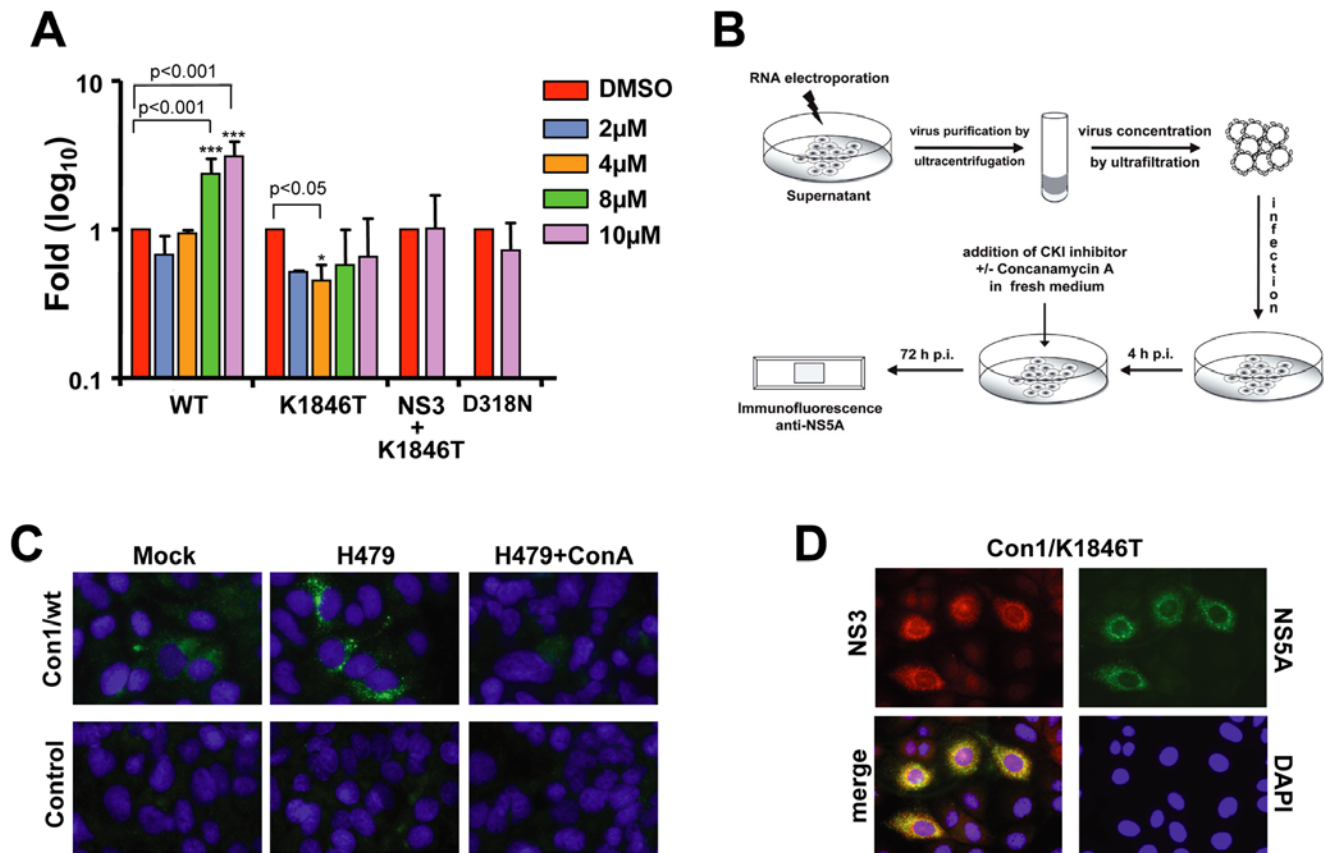 A
p<0.001
p<0.001
***
***
p<0.05
*
10
1
0.1
Fold (log10)
WT
K1846T
NS3
+
K1846T
D318N
DMSO
2µM
4µM
8µM
10µM
B
RNA electroporation
Supernatant
virus purification by
ultracentrifugation
virus concentration
by ultrafiltration
infection
addition of CKI inhibitor
+/- Concanamycin A
in fresh medium
4 h p.i.
72 h p.i.
Immunofluorescence
anti-NS5A
C
Mock
H479
H479+ConA
Con1/wt
Control
D
Con1/K1846T
NS3
NS5A
merge
DAPI